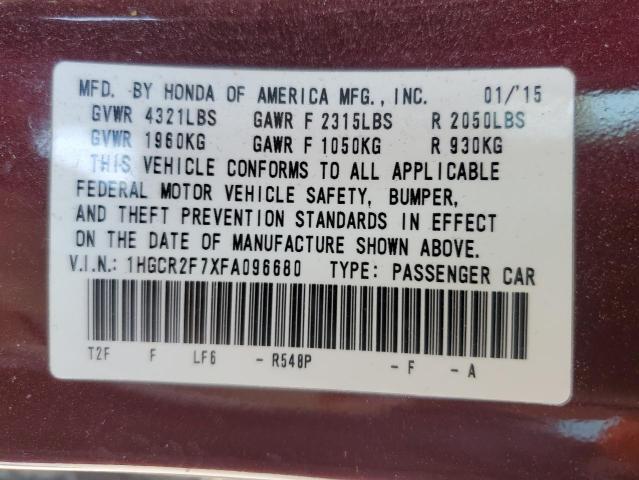 MFD. BY HONDA OF AMERICA MFG., INC. 01/'15
GVWR 4321LBS GAWR F 2315LBS R 2050LBS
GVWR 1960KG GAWR F 1050KG R 930KG
THIS VEHICLE CONFORMS TO ALL APPLICABLE
FEDERAL MOTOR VEHICLE SAFETY, BUMPER,
AND THEFT PREVENTION STANDARDS IN EFFECT
ON THE DATE OF MANUFACTURE SHOWN ABOVE.
V.I.N.: 1HGCR2F7XFA096680 TYPE: PASSENGER CAR
T2F F LF6 - R548P - F - A